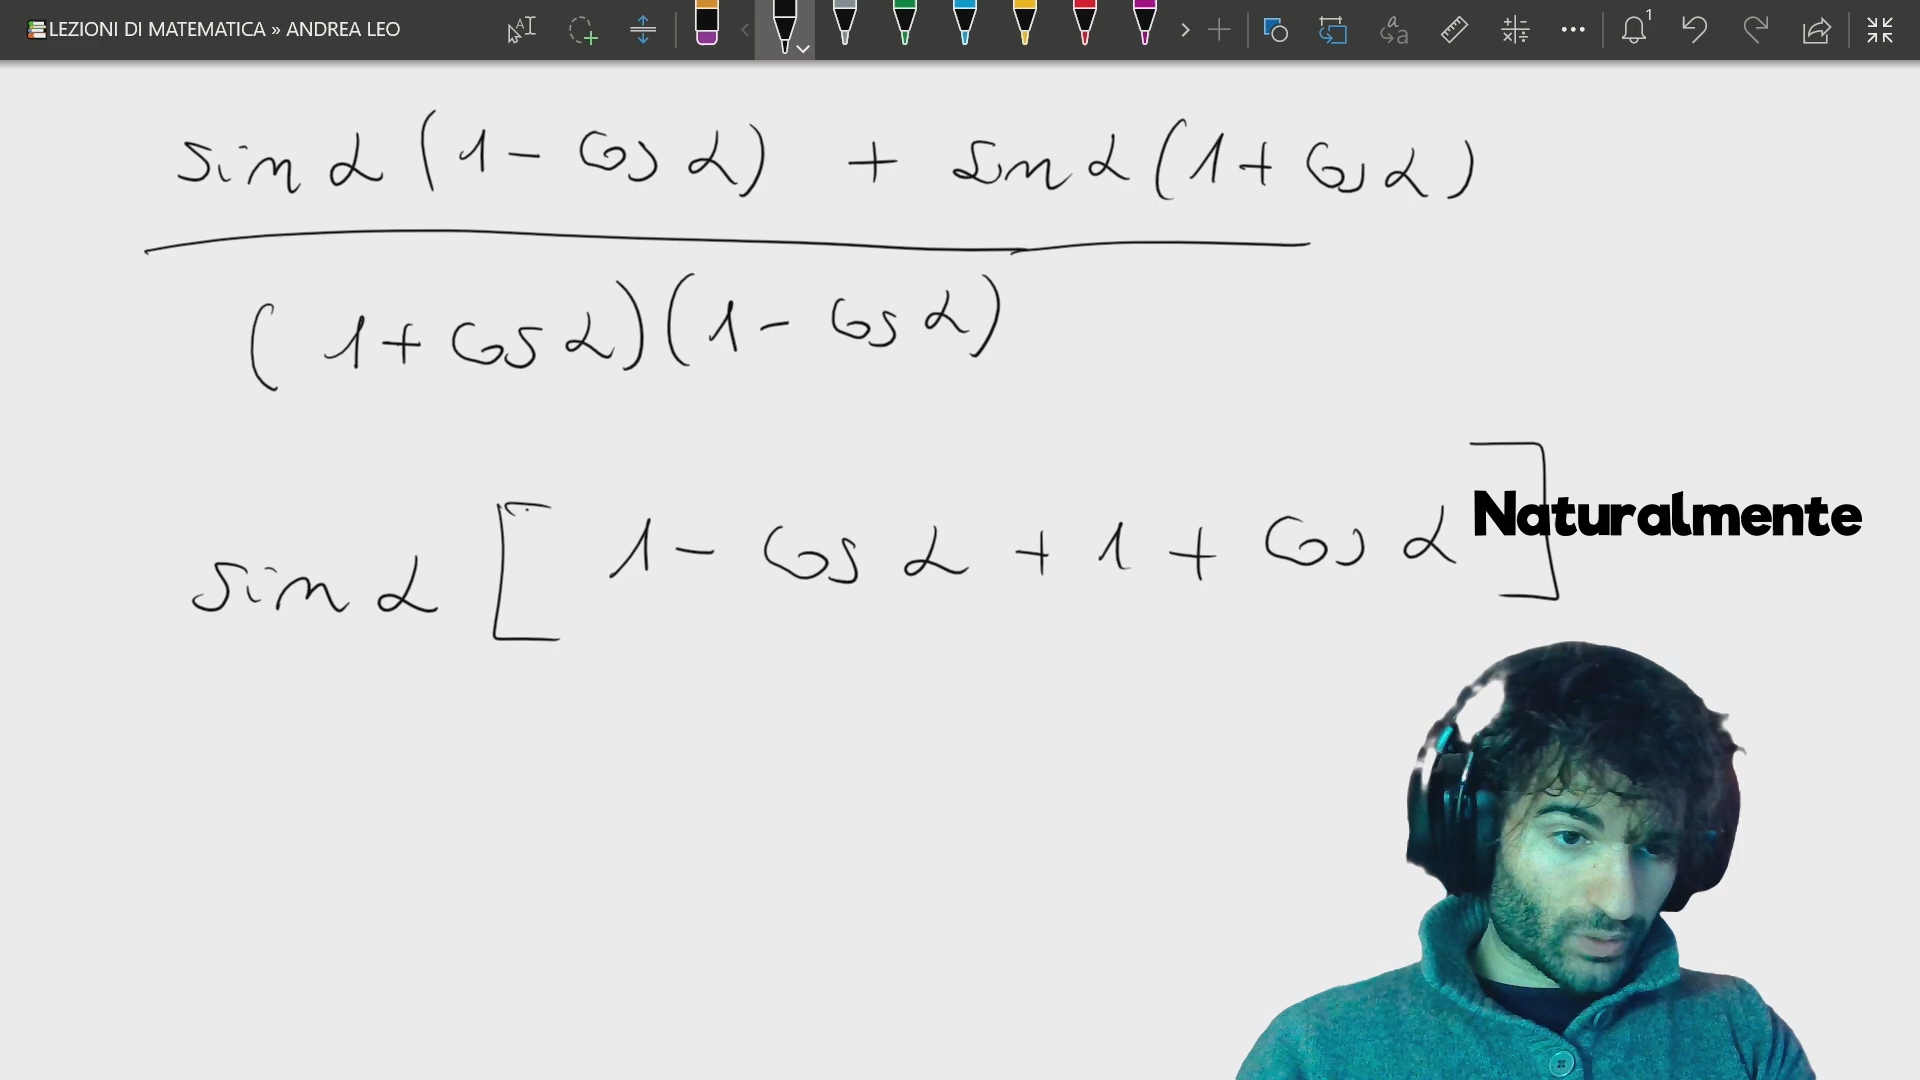 LEZIONI DI MATEMATICA » ANDREA LEO
1
sin α (1 - cos α) + sin α (1 + cos α)
(1 + cos α)(1 - cos α)
sin α [ 1 - cos α + 1 + cos α ]
Naturalmente